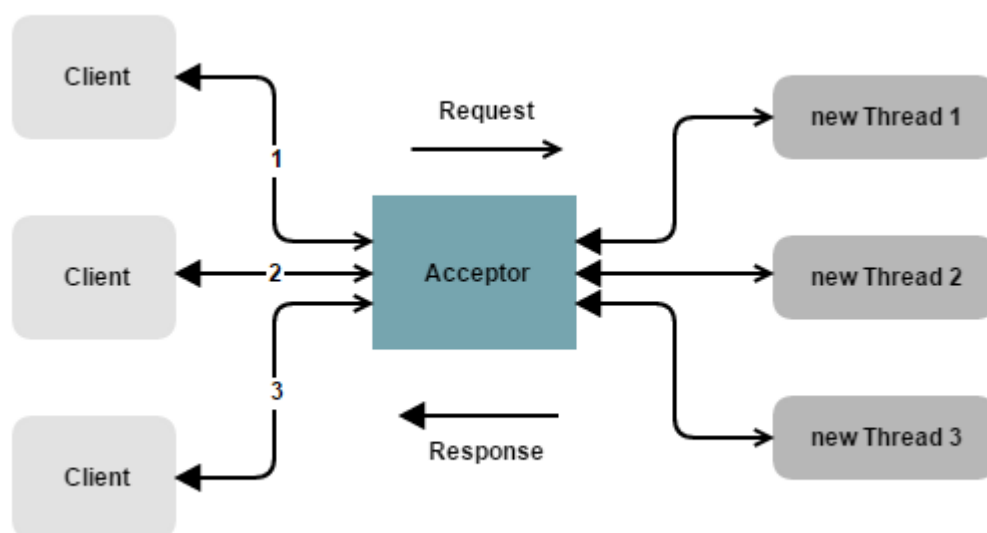 Client
1
Request
new Thread 1
Client
2
Acceptor
new Thread 2
3
Client
Response
new Thread 3